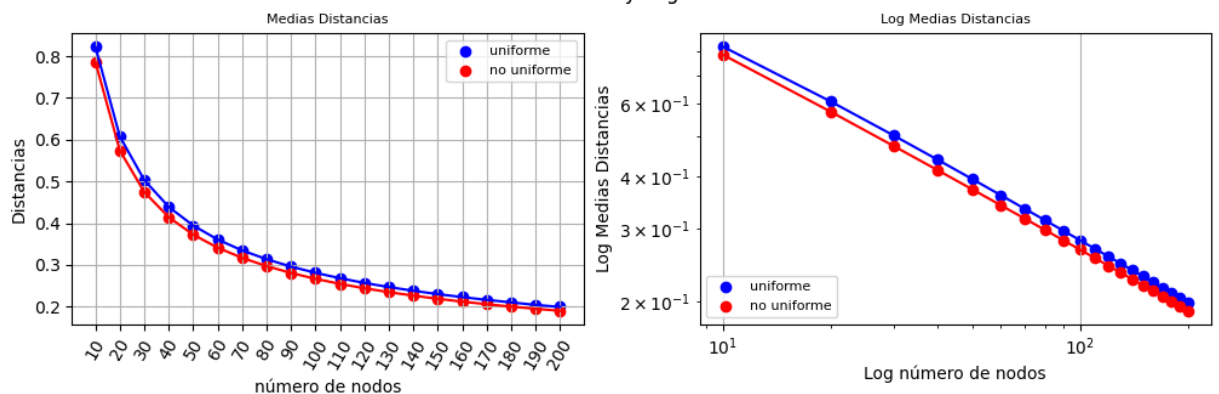 Medias Distancias
Distancias
0.8
0.7
0.6
0.5
0.4
0.3
0.2
uniforme
no uniforme
10 20 30 40 50 60 70 80 90 100 110 120 130 140 150 160 170 180 190 200
número de nodos
Log Medias Distancias
Log Medias Distancias
6 × 10⁻¹
4 × 10⁻¹
3 × 10⁻¹
2 × 10⁻¹
uniforme
no uniforme
10¹ 10²
Log número de nodos